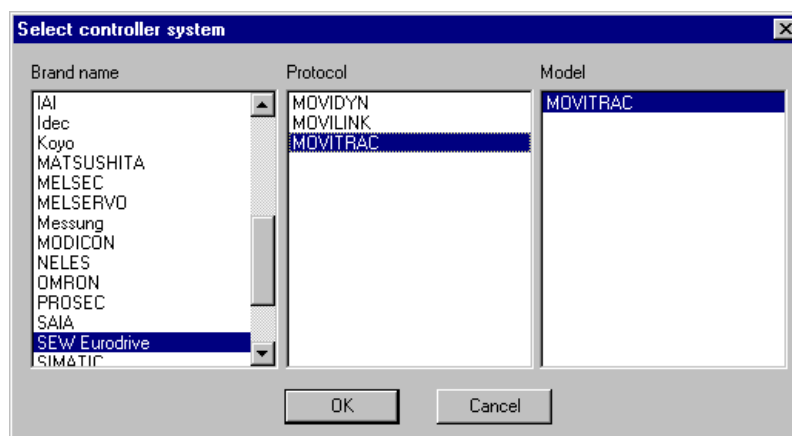 Select controller system
Brand name
Protocol
Model
IAI
Idec
Koyo
MATSUSHITA
MELSEC
MELSERVO
Messung
MODICON
NELES
OMRON
PROSEC
SAIA
SEW Eurodrive
SIMATIC
MOVIDYN
MOVILINK
MOVITRAC
MOVITRAC
OK
Cancel